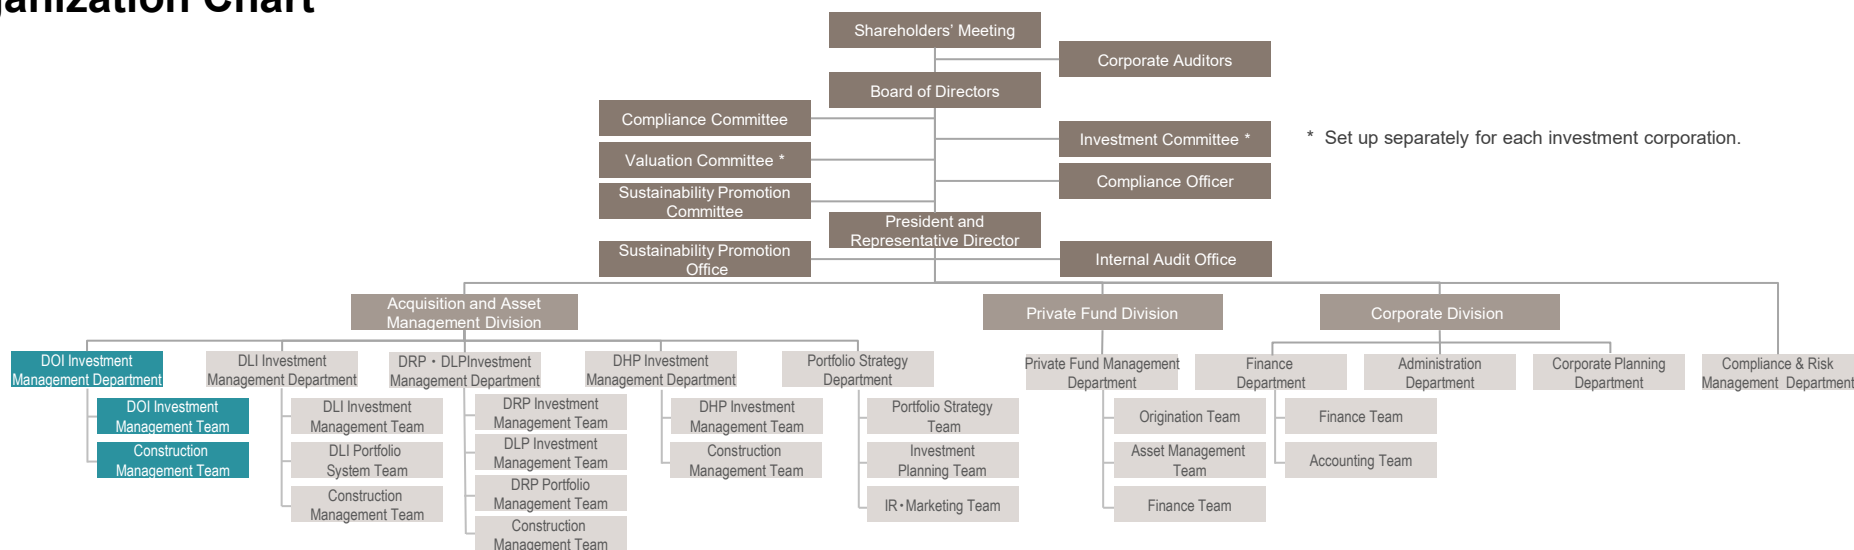 ganization Chart
Shareholders' Meeting
Corporate Auditors
Board of Directors
Compliance Committee
Investment Committee *
* Set up separately for each investment corporation.
Valuation Committee *
Compliance Officer
Sustainability Promotion
Committee
President and
Representative Director
Sustainability Promotion
Office
Internal Audit Office
Acquisition and Asset
Management Division
Private Fund Division
Corporate Division
DOI Investment
Management Department
DLI Investment
Management Department
DRP・DLPInvestment
Management Department
DHP Investment
Management Department
Portfolio Strategy
Department
Private Fund Management
Department
Finance
Department
Administration
Department
Corporate Planning
Department
Compliance & Risk
Management Department
DOI Investment
Management Team
Construction
Management Team
DLI Investment
Management Team
DLI Portfolio
System Team
Construction
Management Team
DRP Investment
Management Team
DLP Investment
Management Team
DRP Portfolio
Management Team
Construction
Management Team
DHP Investment
Management Team
Construction
Management Team
Portfolio Strategy
Team
Investment
Planning Team
IR・Marketing Team
Origination Team
Asset Management
Team
Finance Team
Finance Team
Accounting Team